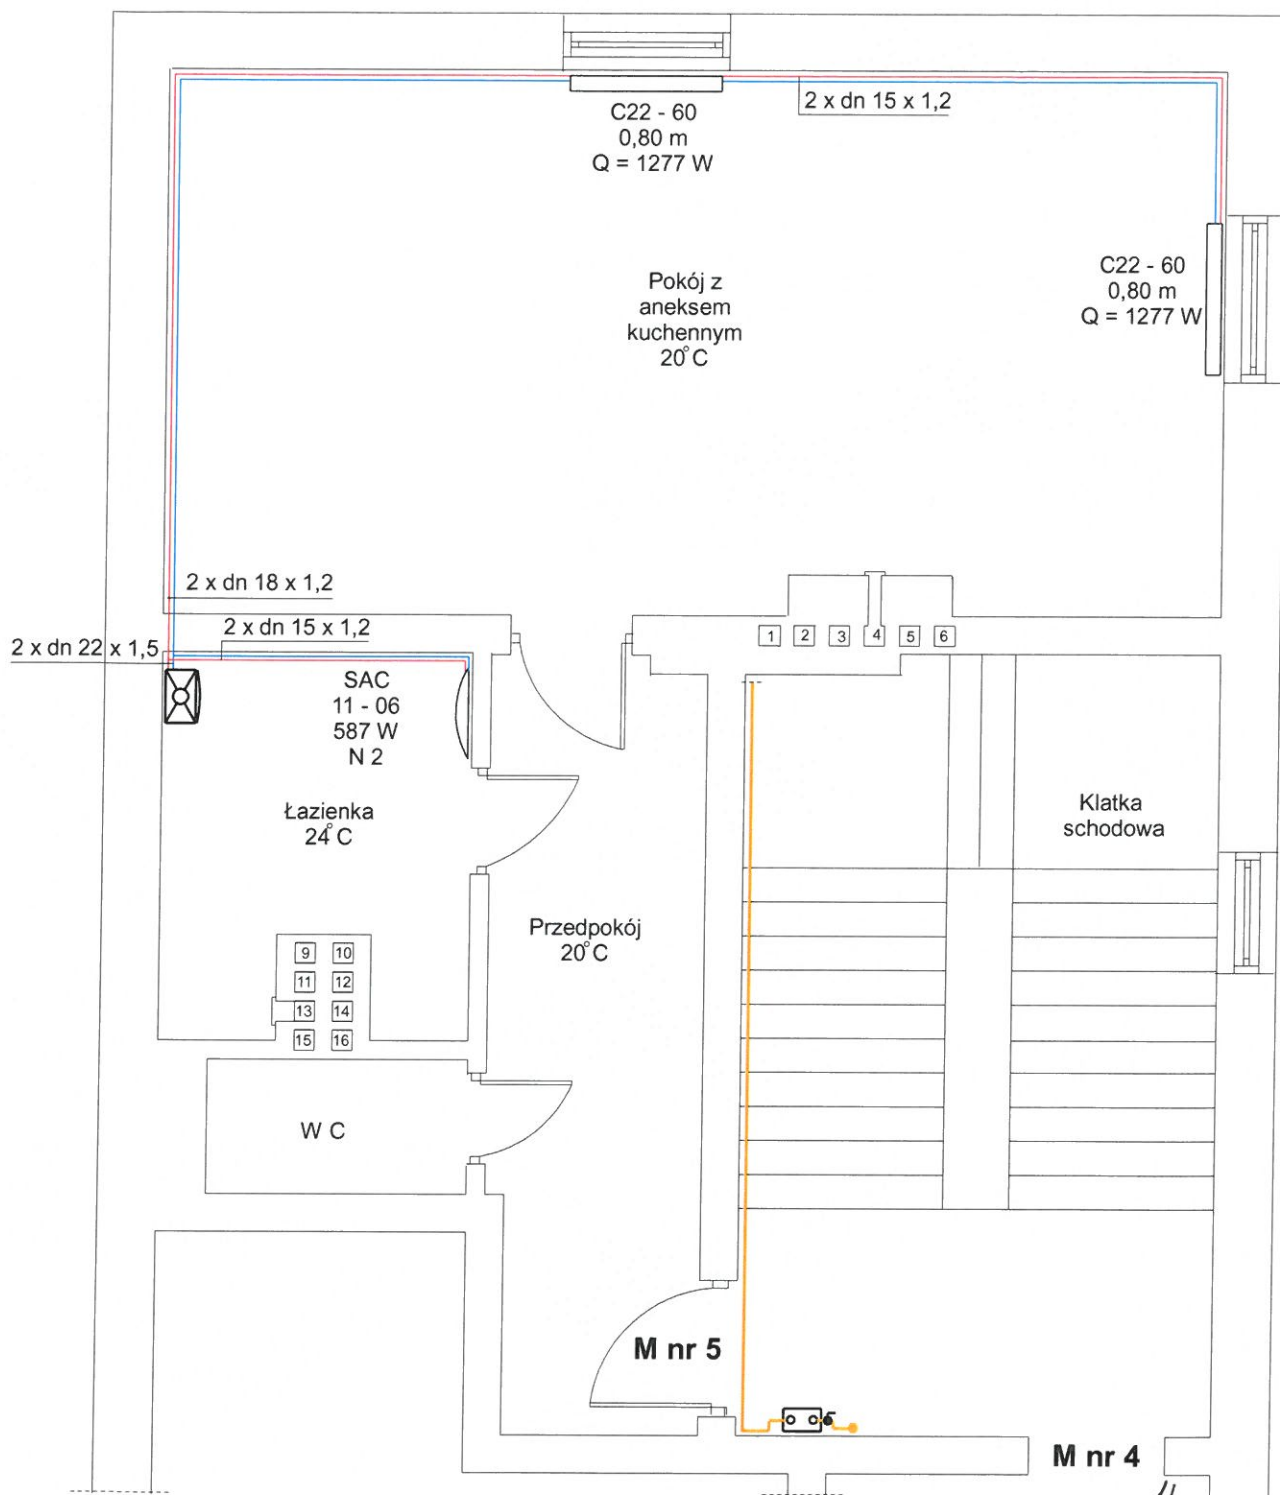 C22 - 60
0,80 m
Q = 1277 W
2 x dn 15 x 1,2
C22 - 60
0,80 m
Q = 1277 W
Pokój z
aneksem
kuchennym
20°C
2 x dn 18 x 1,2
2 x dn 15 x 1,2
2 x dn 22 x 1,5
1 2 3 4 5 6
SAC
11 - 06
587 W
N 2
Łazienka
24°C
Klatka
schodowa
Przedpokój
20°C
9 10
11 12
13 14
15 16
W C
M nr 5
M nr 4